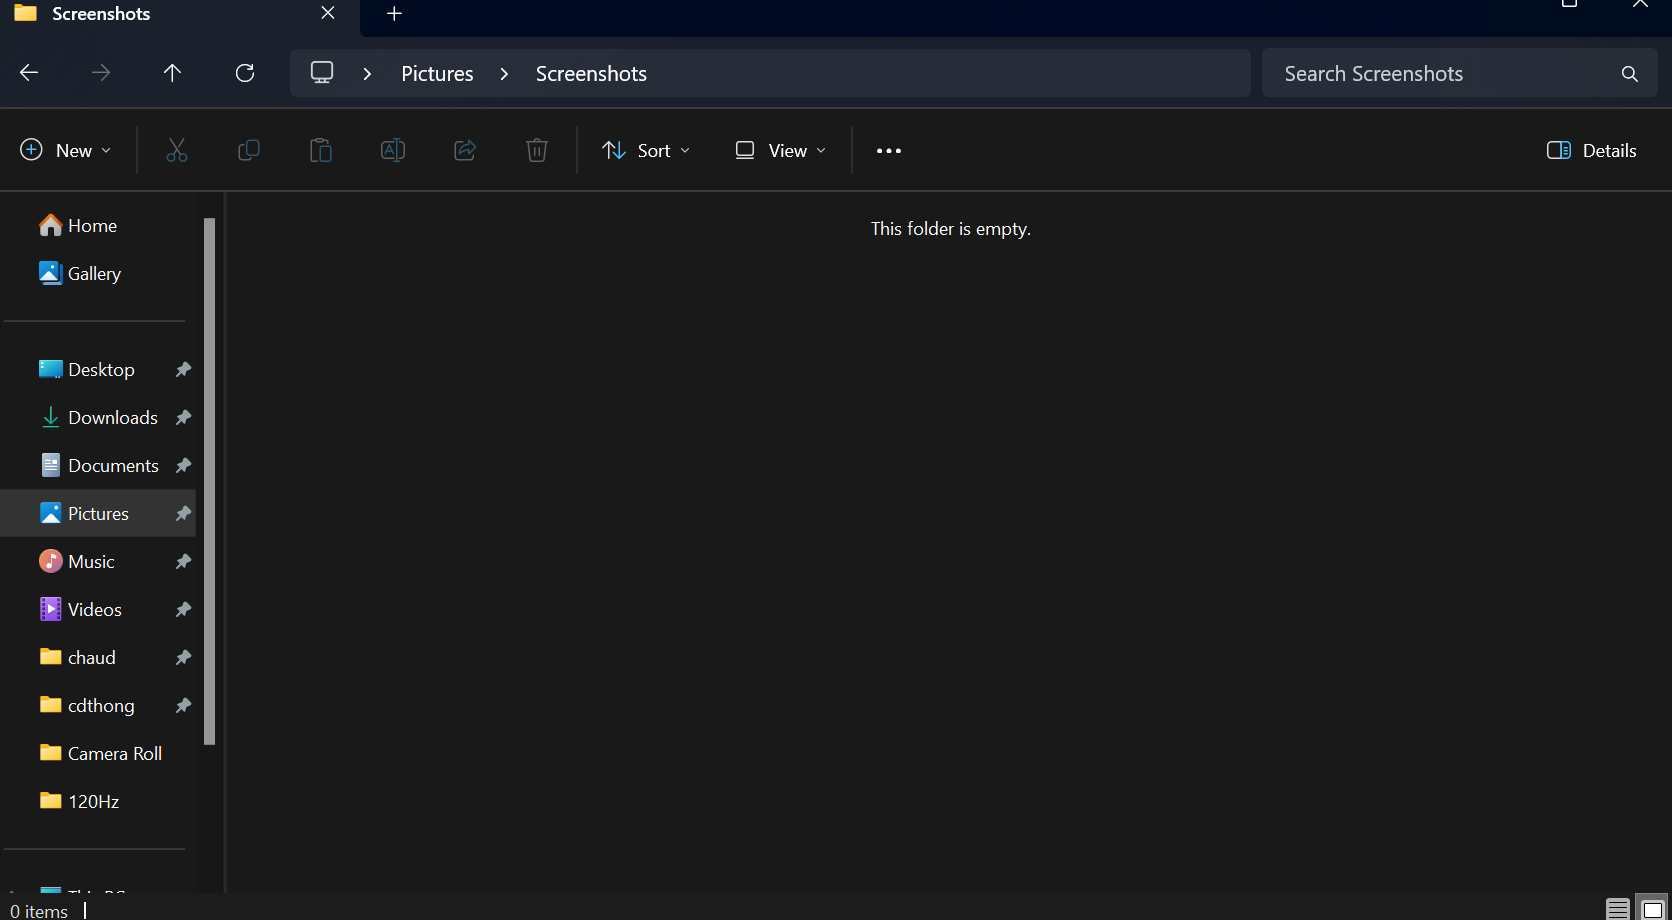 Screenshots
Pictures > Screenshots
Search Screenshots
New
Sort
View
Details
Home
Gallery
Desktop
Downloads
Documents
Pictures
Music
Videos
chaud
cdthong
Camera Roll
120Hz
This folder is empty.
0 items